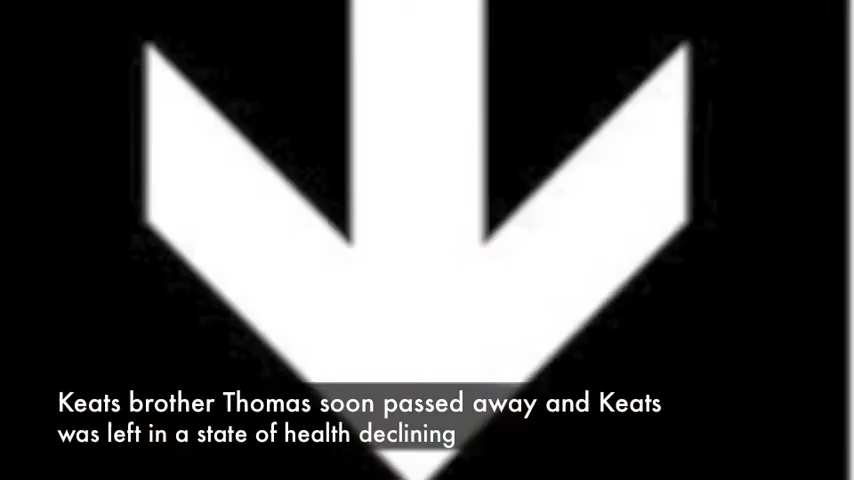 Keats brother Thomas soon passed away and Keats
was left in a state of health declining